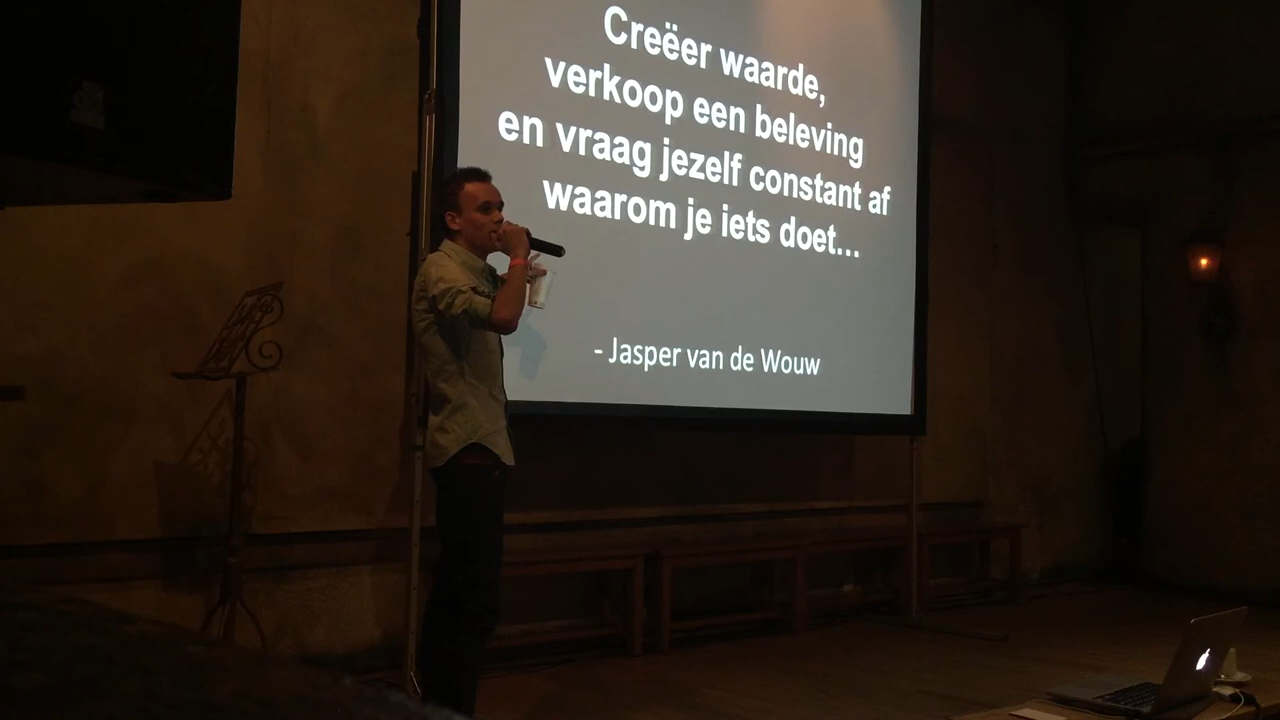 Creëer waarde,
verkoop een beleving
en vraag jezelf constant af
waarom je iets doet...
- Jasper van de Wouw